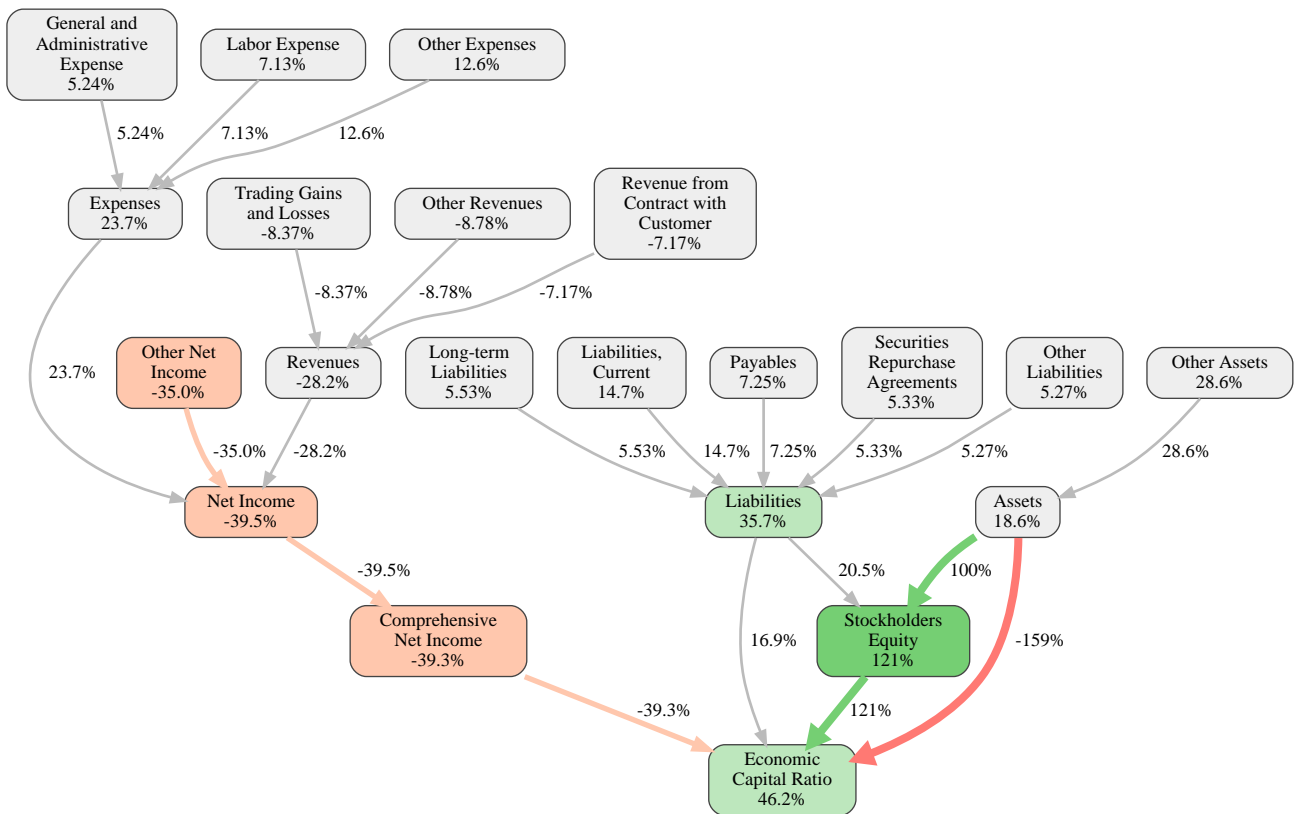 General and
Administrative
Expense
5.24%
Labor Expense
7.13%
Other Expenses
12.6%
5.24%
7.13%
12.6%
Expenses
23.7%
Trading Gains
and Losses
-8.37%
Other Revenues
-8.78%
Revenue from
Contract with
Customer
-7.17%
-8.37%
-8.78%
-7.17%
23.7%
Other Net
Income
-35.0%
Revenues
-28.2%
Long-term
Liabilities
5.53%
Liabilities,
Current
14.7%
Payables
7.25%
Securities
Repurchase
Agreements
5.33%
Other
Liabilities
5.27%
Other Assets
28.6%
-35.0%
-28.2%
5.53%
14.7%
7.25%
5.33%
5.27%
28.6%
Net Income
-39.5%
Liabilities
35.7%
Assets
18.6%
-39.5%
20.5%
100%
Comprehensive
Net Income
-39.3%
16.9%
Stockholders
Equity
121%
-159%
-39.3%
121%
Economic
Capital Ratio
46.2%